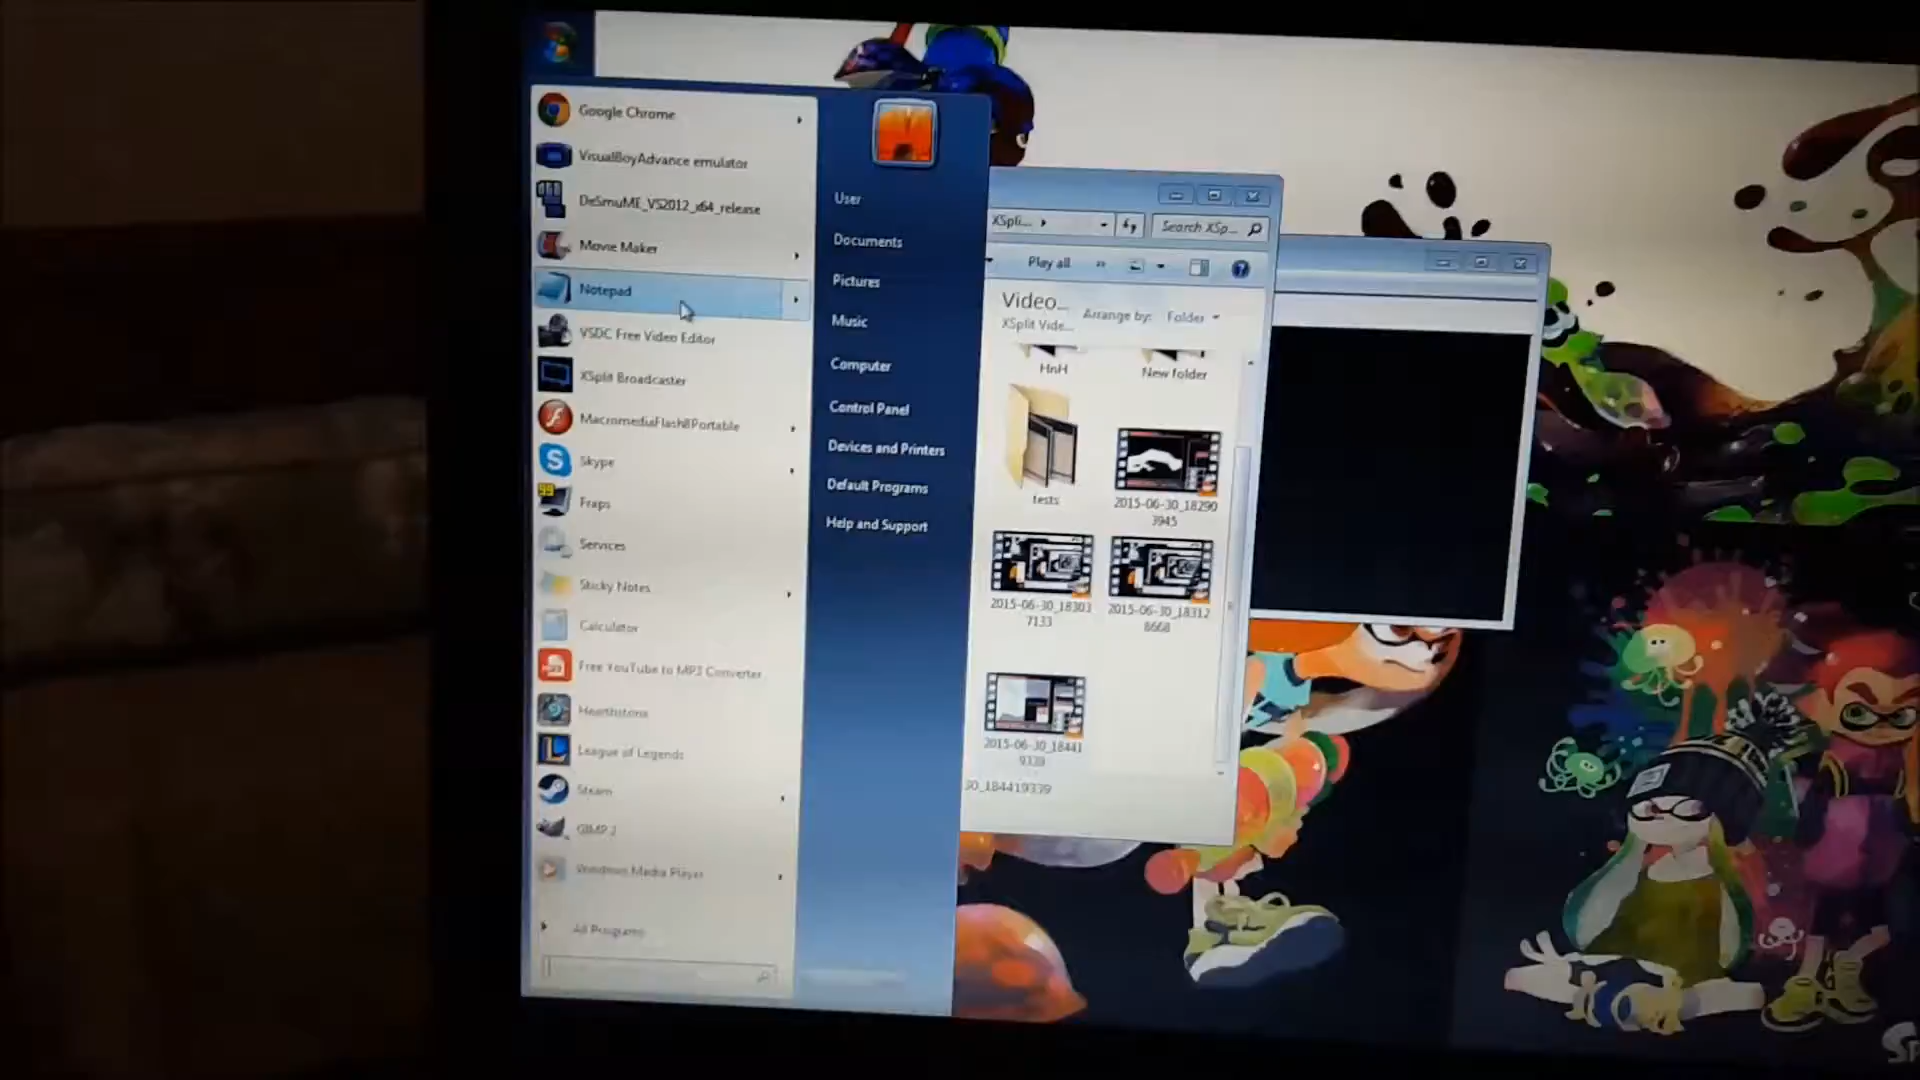 Google Chrome
VisualBoyAdvance emulator
DeSmuME_VS2012_x64_release
Movie Maker
Notepad
VSDC Free Video Editor
XSplit Broadcaster
MacromediaFlash8Portable
Skype
99
Fraps
Services
Sticky Notes
Calculator
Free YouTube to MP3 Converter
Hearthstone
League of Legends
Steam
GIMP 2
Windows Media Player
All Programs
User
Documents
Pictures
Music
Computer
Control Panel
Devices and Printers
Default Programs
Help and Support
XSpli...
Search XSp...
Play all
Video...
XSplit Vide...
Arrange by:
Folder
HnH
New folder
tests
2015-06-30_18290
3945
2015-06-30_18303
7133
2015-06-30_18312
8668
2015-06-30_18441
9339
30_184419339